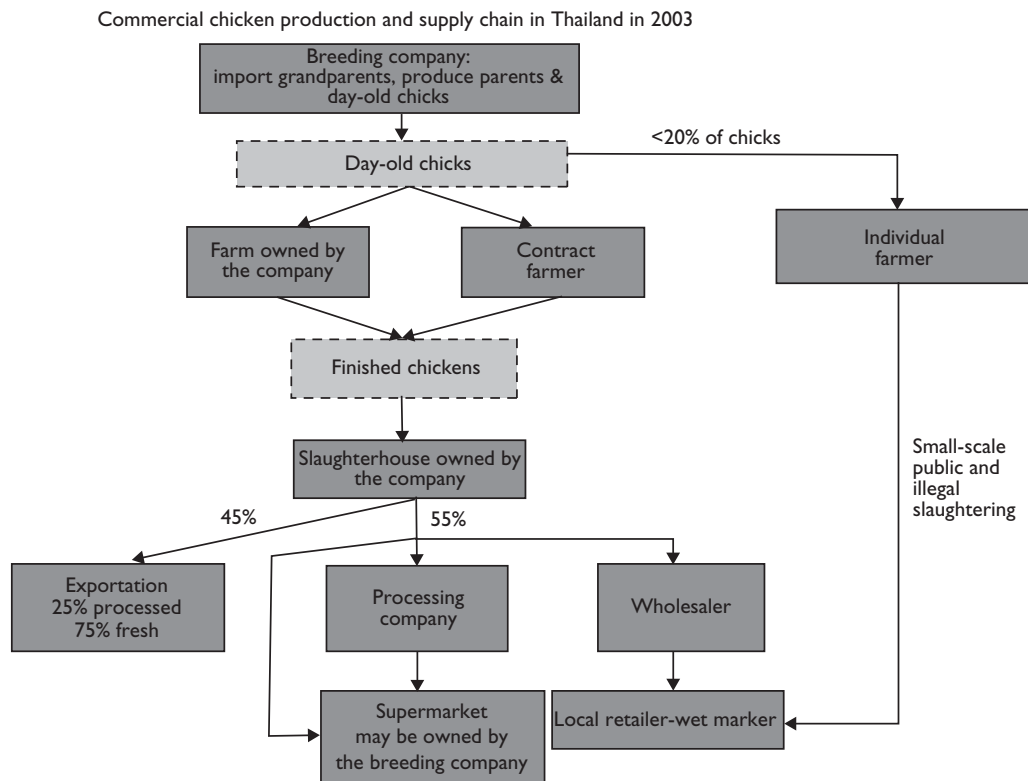 Commercial chicken production and supply chain in Thailand in 2003
Breeding company:
import grandparents, produce parents &
day-old chicks
<20% of chicks
Day-old chicks
Farm owned by
the company
Contract
farmer
Individual
farmer
Finished chickens
Slaughterhouse owned by
the company
Small-scale
public and
illegal
slaughtering
45%
55%
Exportation
25% processed
75% fresh
Processing
company
Wholesaler
Supermarket
may be owned by
the breeding company
Local retailer-wet marker